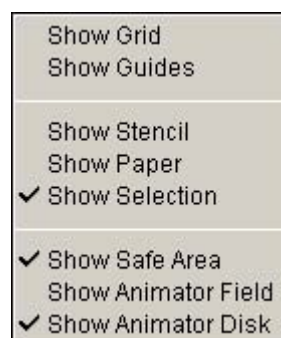 Show Grid
Show Guides
Show Stencil
Show Paper
Show Selection
Show Safe Area
Show Animator Field
Show Animator Disk